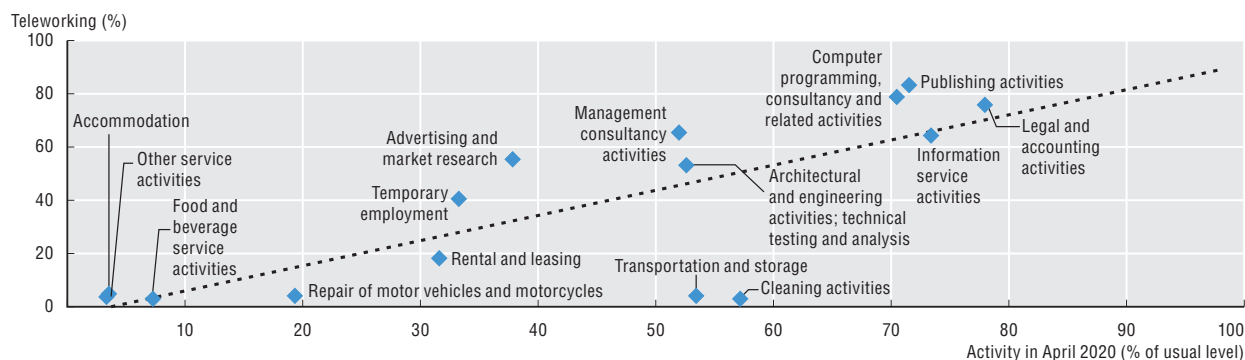 Teleworking (%)
100
80
60
40
20
0
Accommodation
Other service
activities
Food and
beverage
service
activities
Repair of motor vehicles and motorcycles
Advertising and
market research
Temporary
employment
Rental and leasing
Management
consultancy
activities
Architectural
and engineering
activities; technical
testing and analysis
Transportation and storage
Cleaning activities
Computer
programming,
consultancy and
related activities
Publishing activities
Legal and
accounting
activities
Information
service
activities
10 20 30 40 50 60 70 80 90 100
Activity in April 2020 (% of usual level)